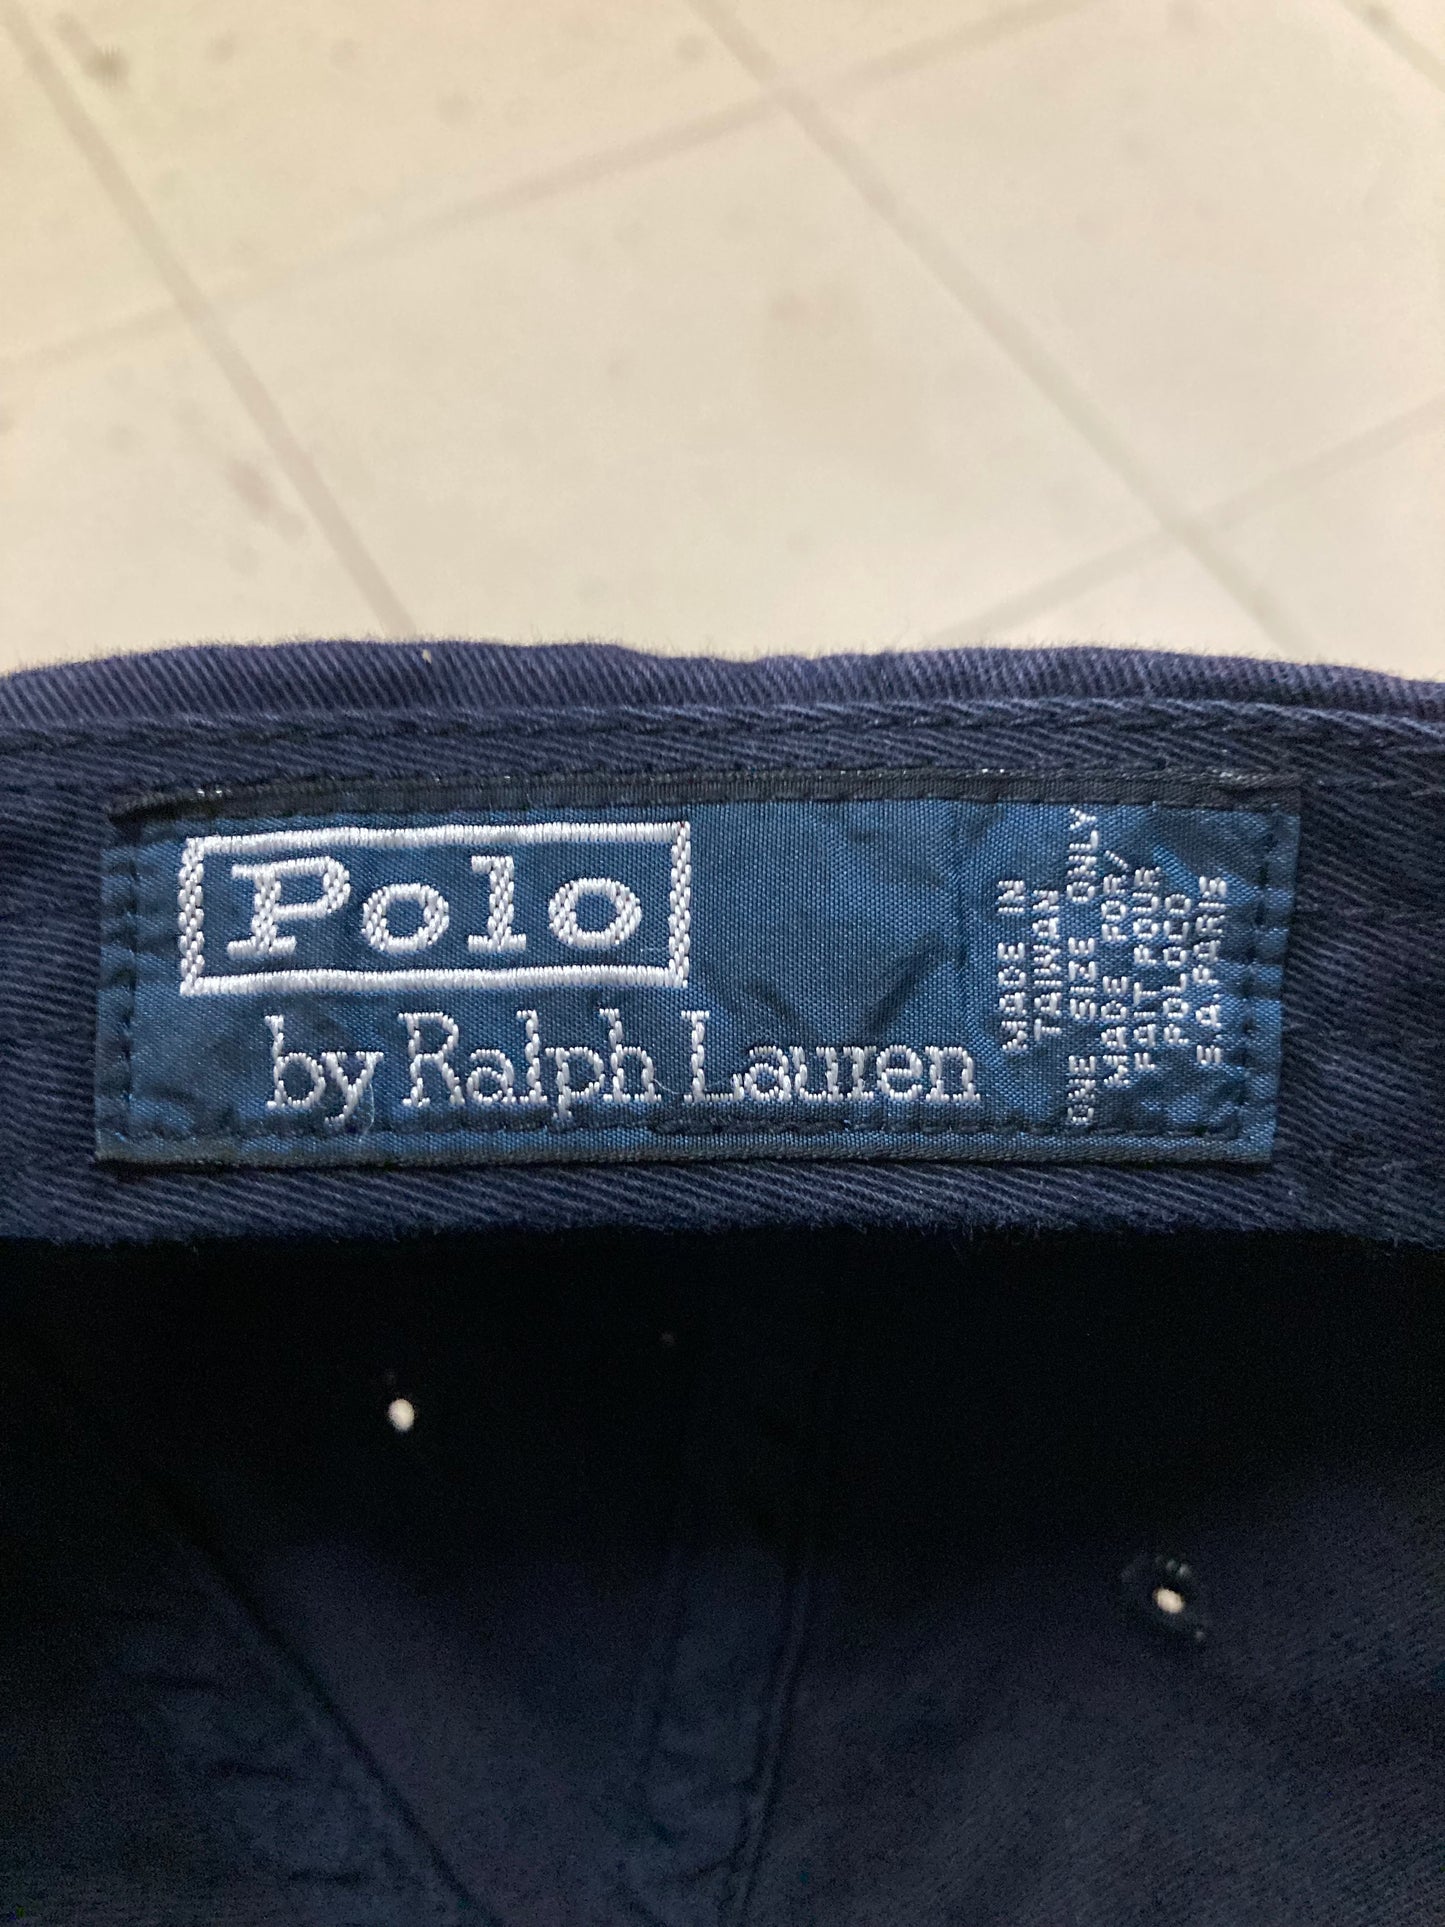 Polo
by Ralph Lauren
MADE IN
TAIWAN
ONE SIZE ONLY
MADE FOR/
FAIT POUR
POLOCO
S.A.PARIS